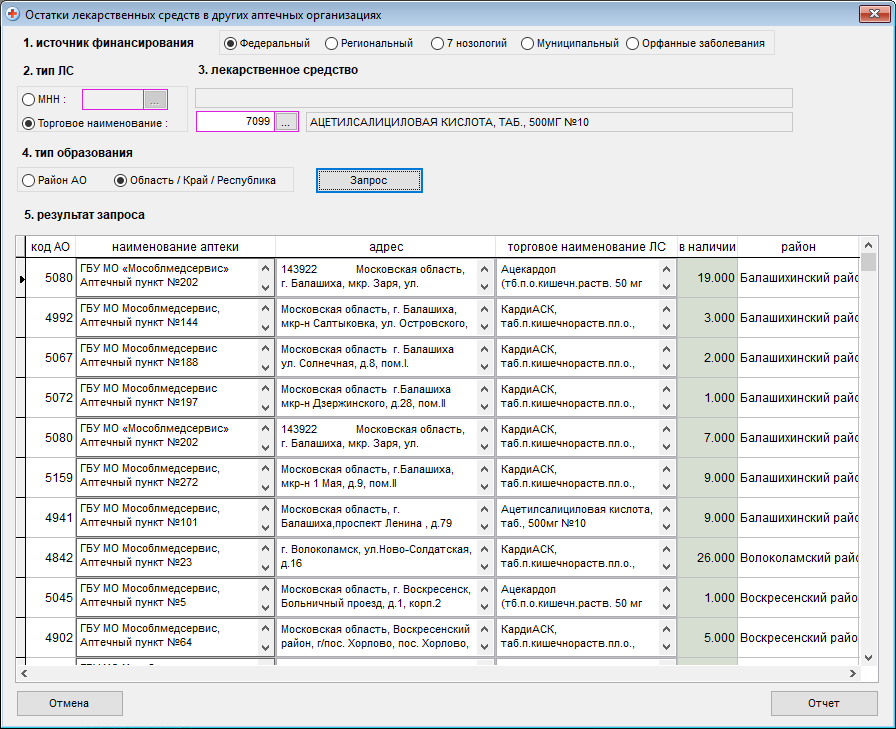 Остатки лекарственных средств в других аптечных организациях
1. источник финансирования
Федеральный Региональный 7 нозологий Муниципальный Орфанные заболевания
2. тип ЛС
3. лекарственное средство
МНН : ...
Торговое наименование : 7099 ... АЦЕТИЛСАЛИЦИЛОВАЯ КИСЛОТА, ТАБ., 500МГ №10
4. тип образования
Район АО Область / Край / Республика Запрос
5. результат запроса
код АО наименование аптеки адрес торговое наименование ЛС в наличии район
5080 ГБУ МО «Мособлмедсервис» 143922 Московская область, Ацекардол 19.000 Балашихинский райо
Аптечный пункт №202 г. Балашиха, мкр. Заря, ул. (тб.п.о.кишечн.раств. 50 мг
4992 ГБУ МО Мособлмедсервис, Московская область, г. Балашиха, КардиАСК, 3.000 Балашихинский райо
Аптечный пункт №144 мкр-н Салтыковка, ул. Островского, таб.п.кишечнораств.пл.о.,
5067 ГБУ МО Мособлмедсервис Московская область г. Балашиха КардиАСК, 2.000 Балашихинский райо
Аптечный пункт №188 ул. Солнечная, д.8, пом.I. таб.п.кишечнораств.пл.о.,
5072 ГБУ МО Мособлмедсервис Московская область г.Балашиха КардиАСК, 1.000 Балашихинский райо
Аптечный пункт №197 мкр-н Дзержинского, д.28, пом.II таб.п.кишечнораств.пл.о.,
5080 ГБУ МО «Мособлмедсервис» 143922 Московская область, КардиАСК, 7.000 Балашихинский райо
Аптечный пункт №202 г. Балашиха, мкр. Заря, ул. таб.п.кишечнораств.пл.о.,
5159 ГБУ МО Мособлмедсервис, Московская область, г.Балашиха, КардиАСК, 9.000 Балашихинский райо
Аптечный пункт №272 мкр-н 1 Мая, д.9, пом.II таб.п.кишечнораств.пл.о.,
4941 ГБУ МО Мособлмедсервис, Московская область, г. Ацетилсалициловая кислота, 9.000 Балашихинский райо
Аптечный пункт №101 Балашиха,проспект Ленина , д.79 таб., 500мг №10
4842 ГБУ МО Мособлмедсервис, г. Волоколамск, ул.Ново-Солдатская, КардиАСК, 26.000 Волоколамский райо
Аптечный пункт №23 д.16 таб.п.кишечнораств.пл.о.,
5045 ГБУ МО Мособлмедсервис, Московская область, г. Воскресенск, Ацекардол 1.000 Воскресенский райо
Аптечный пункт №5 Больничный проезд, д.1, корп.2 (тб.п.о.кишечн.раств. 50 мг
4902 ГБУ МО Мособлмедсервис, Московская область, Воскресенский КардиАСК, 5.000 Воскресенский райо
Аптечный пункт №64 район, г/пос. Хорлово, пос. Хорлово, таб.п.кишечнораств.пл.о.,
Отмена Отчет